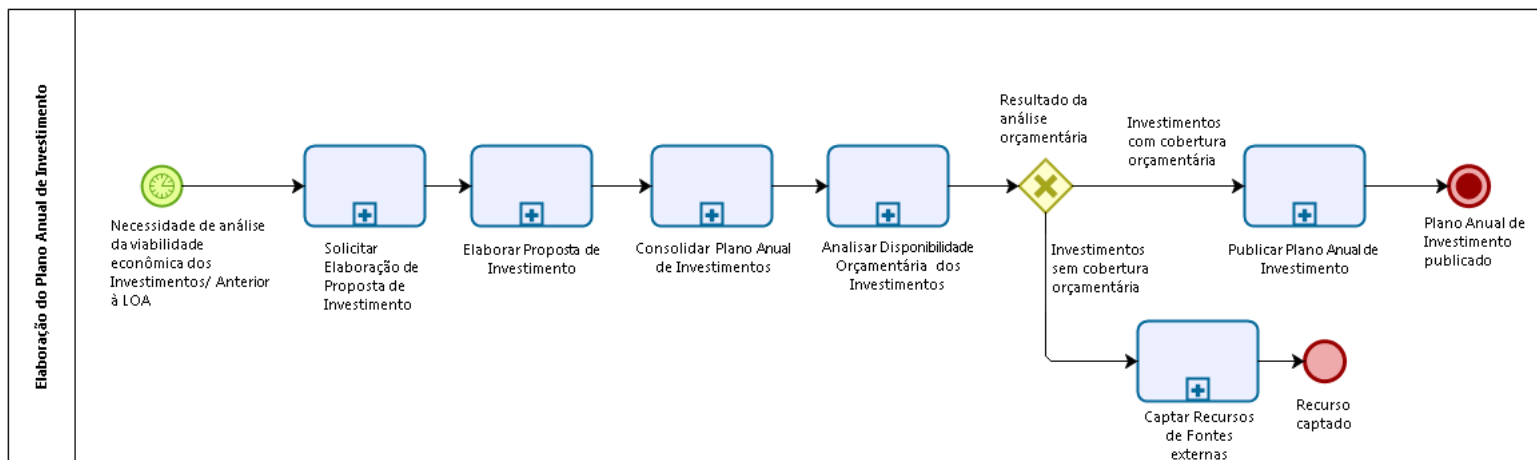 Elaboração do Plano Anual de Investimento
Necessidade de análise
da viabilidade
econômica dos
Investimentos/ Anterior
à LOA
Solicitar
Elaboração de
Proposta de
Investimento
Elaborar Proposta de
Investimento
Consolidar Plano Anual
de Investimentos
Analisar Disponibilidade
Orçamentária dos
Investimentos
Resultado da
análise
orçamentária
Investimentos
com cobertura
orçamentária
Investimentos
sem cobertura
orçamentária
Publicar Plano Anual de
Investimento
Plano Anual de
Investimento
publicado
Captar Recursos
de Fontes
externas
Recurso
captado